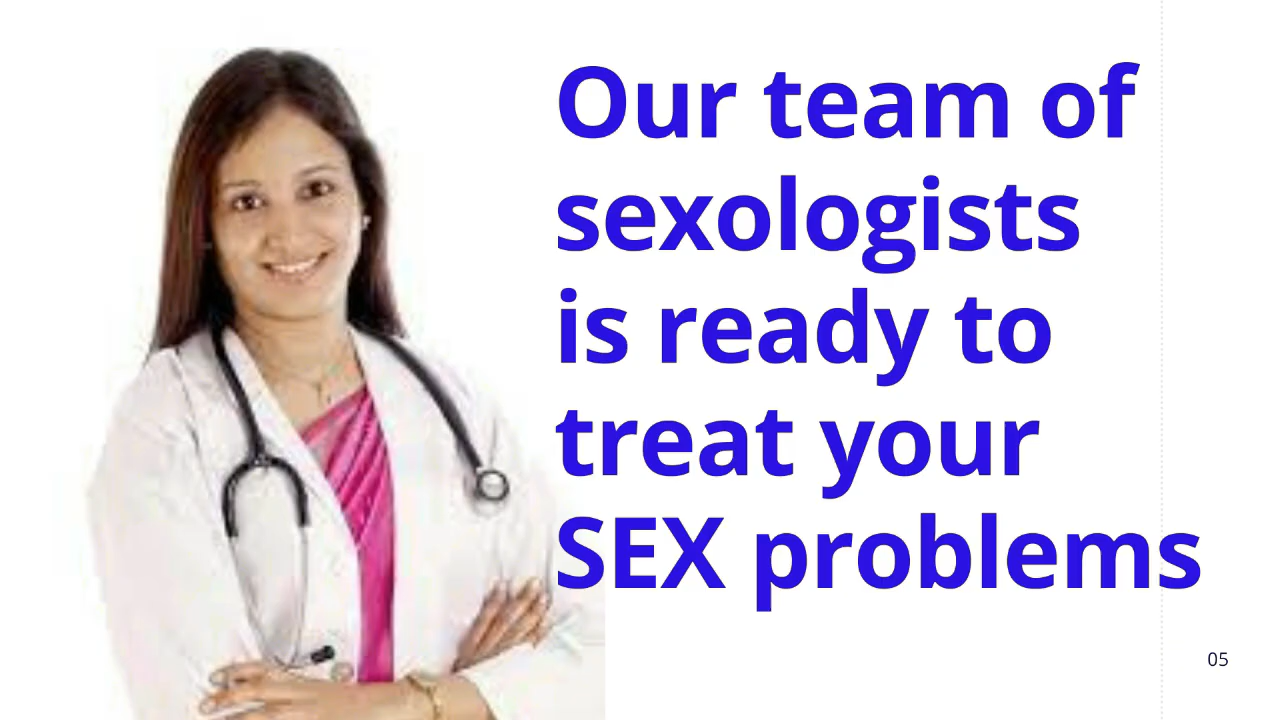 Our team of
sexologists
is ready to
treat your
SEX problems
05